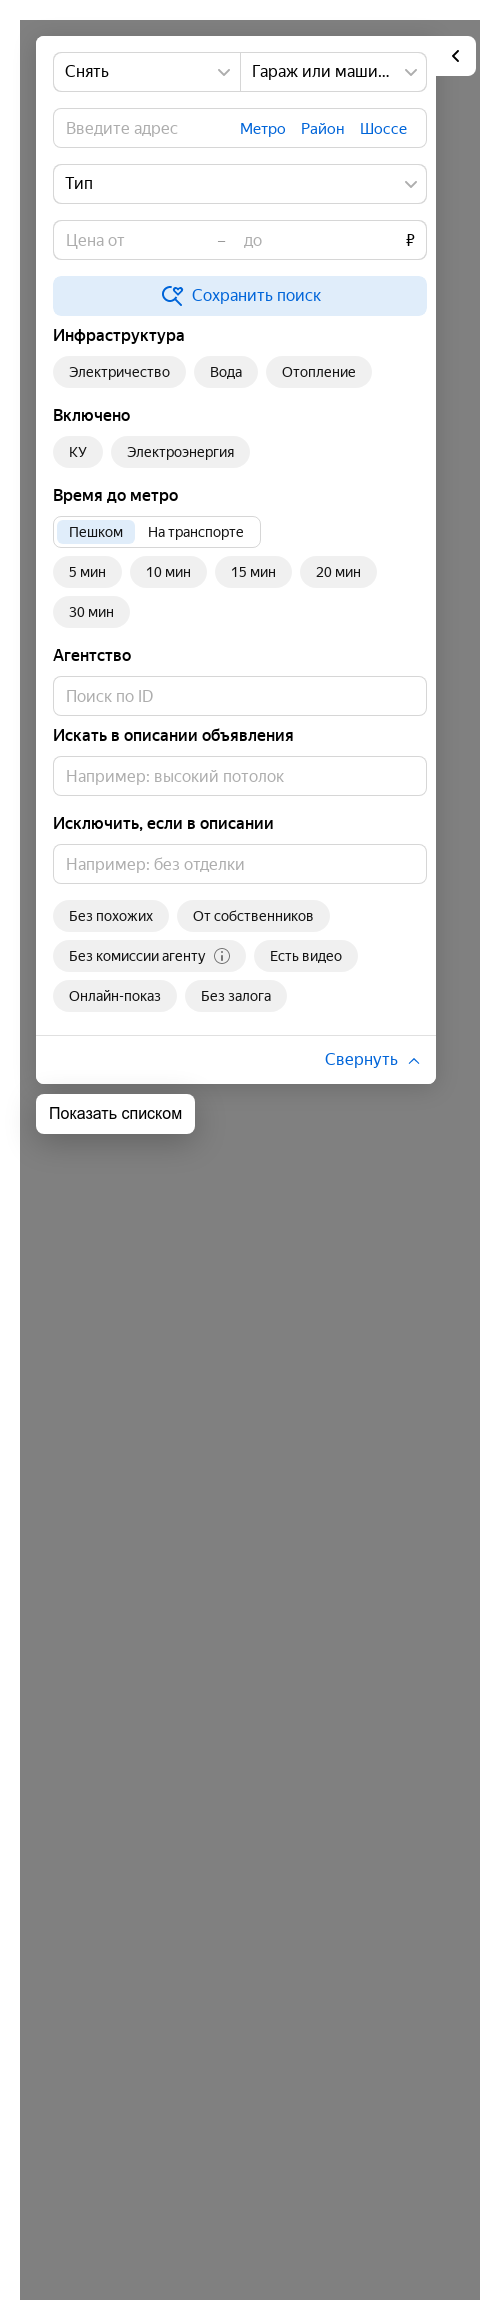 Снять Гараж или маши...
Введите адрес Метро Район Шоссе
Тип
Цена от – до ₽
Сохранить поиск
Инфраструктура
Электричество Вода Отопление
Включено
КУ Электроэнергия
Время до метро
Пешком На транспорте
5 мин 10 мин 15 мин 20 мин
30 мин
Агентство
Поиск по ID
Искать в описании объявления
Например: высокий потолок
Исключить, если в описании
Например: без отделки
Без похожих От собственников
Без комиссии агенту Есть видео
Онлайн-показ Без залога
Свернуть
Показать списком